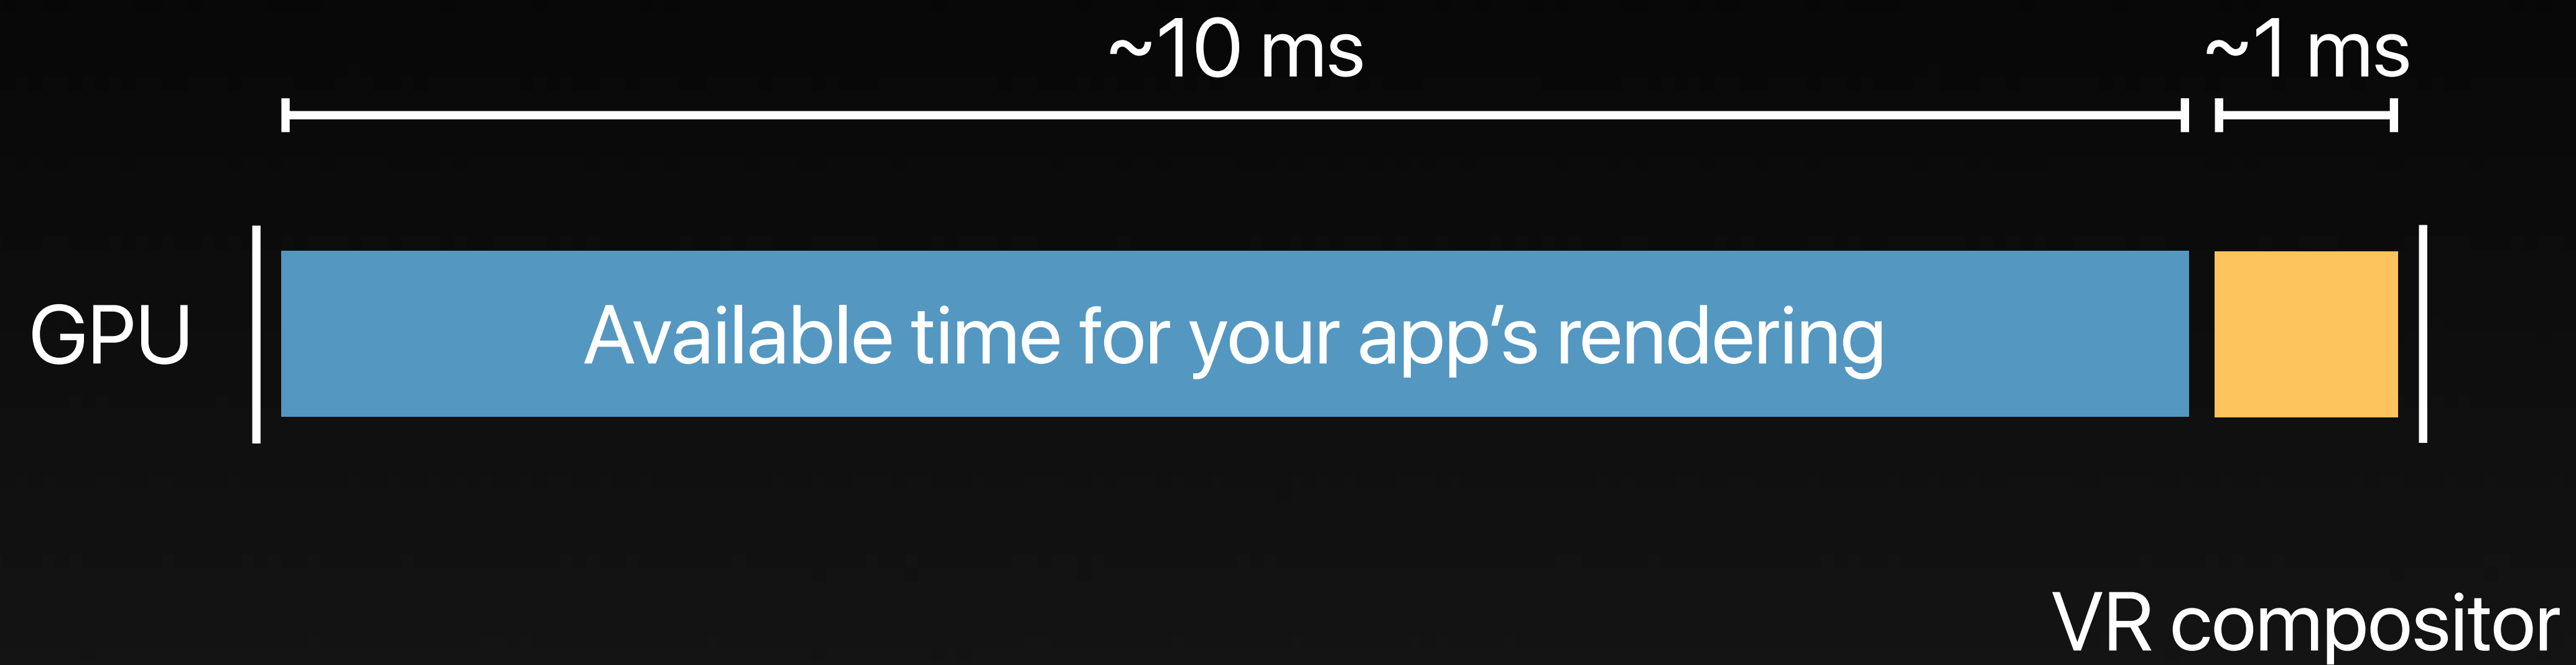 ~10 ms
~1 ms
GPU
Available time for your app’s rendering
VR compositor